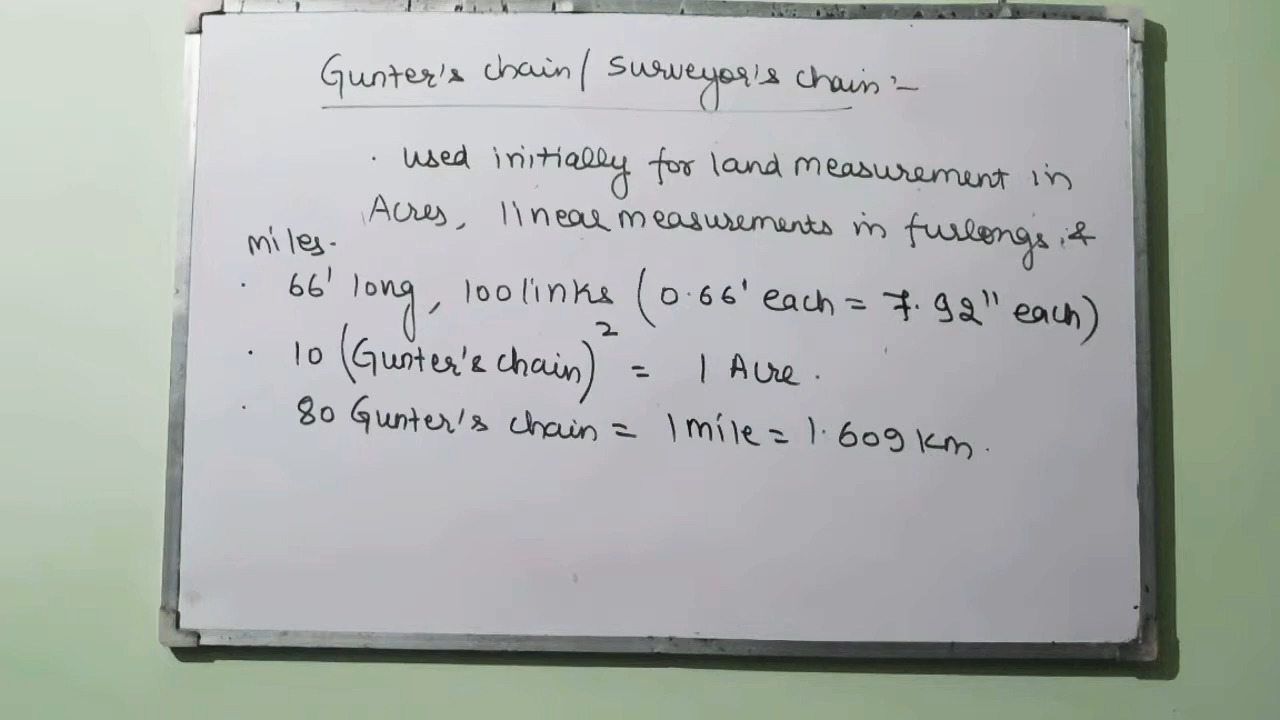 Gunter's chain/ surveyor's chain:-
. used initially for land measurement in
Acres, linear measurements in furlongs, &
miles.
. 66' long, 100 links (0.66' each = 7.92" each)
. 10 (Gunter's chain)² = 1 Acre.
. 80 Gunter's chain = 1 mile = 1.609 km.